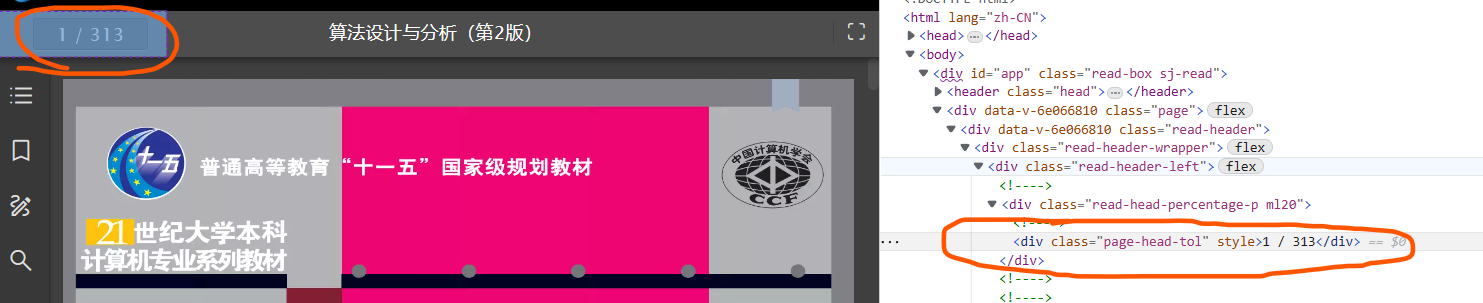 1 / 313
算法设计与分析（第2版）
十一五
普通高等教育“十一五”国家级规划教材
中国计算机学会
CCF
21世纪大学本科
计算机专业系列教材
<html lang="zh-CN">
<head> ... </head>
<body>
<div id="app" class="read-box sj-read">
<header class="head"> ... </header>
<div data-v-6e066810 class="page"> flex
<div data-v-6e066810 class="read-header">
<div class="read-header-wrapper">
<div class="read-header-left"> flex
<!---->
<div class="read-head-percentage-p ml20">
<!---->
... <div class="page-head-tol" style>1 / 313</div> == $0
</div>
<!---->
<!---->